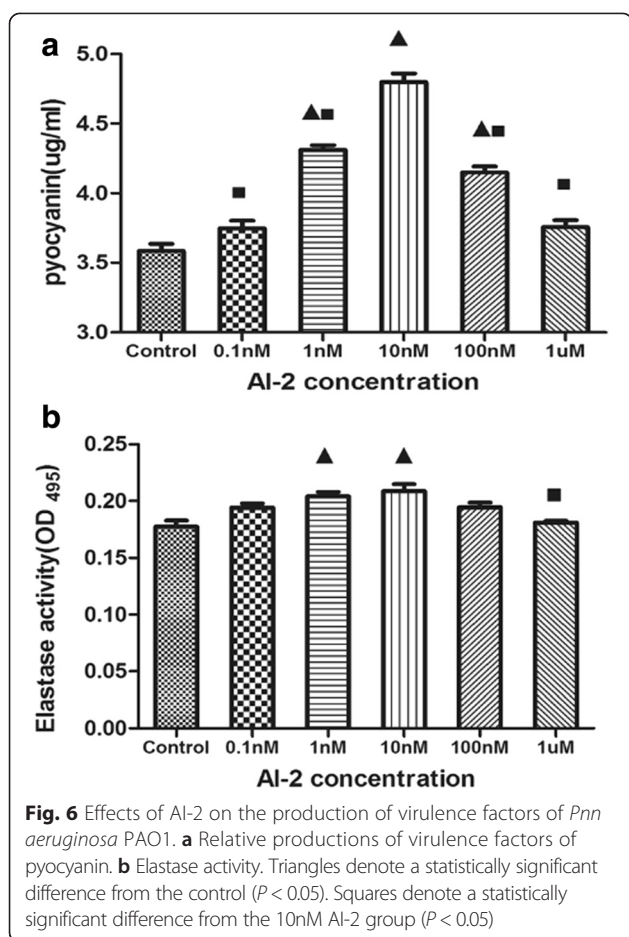 a
pyocyanin(ug/ml)
5.0
4.5
4.0
3.5
3.0
Control 0.1nM 1nM 10nM 100nM 1uM
AI-2 concentration
b
Elastase activity(OD 495)
0.25
0.20
0.15
0.10
0.05
0.00
Control 0.1nM 1nM 10nM 100nM 1uM
AI-2 concentration
Fig. 6 Effects of AI-2 on the production of virulence factors of Pnn
aeruginosa PAO1. a Relative productions of virulence factors of
pyocyanin. b Elastase activity. Triangles denote a statistically significant
difference from the control (P < 0.05). Squares denote a statistically
significant difference from the 10nM AI-2 group (P < 0.05)